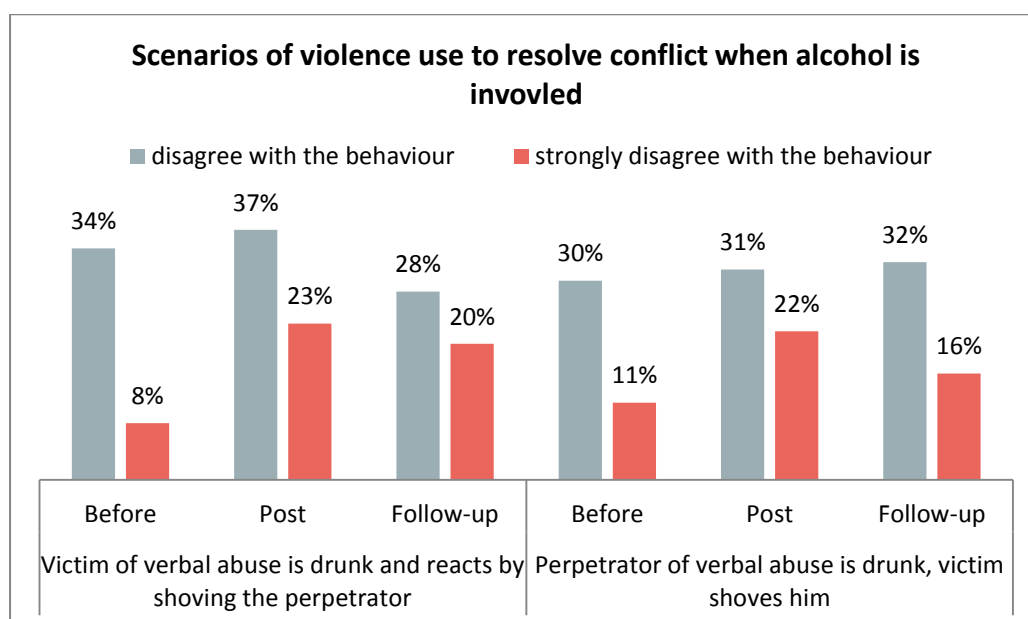 Scenarios of violence use to resolve conflict when alcohol is
invovled
disagree with the behaviour strongly disagree with the behaviour
34% 37% 28% 30% 31% 32%
8% 23% 20% 11% 22% 16%
Before Post Follow-up Before Post Follow-up
Victim of verbal abuse is drunk and reacts by
shoving the perpetrator
Perpetrator of verbal abuse is drunk, victim
shoves him